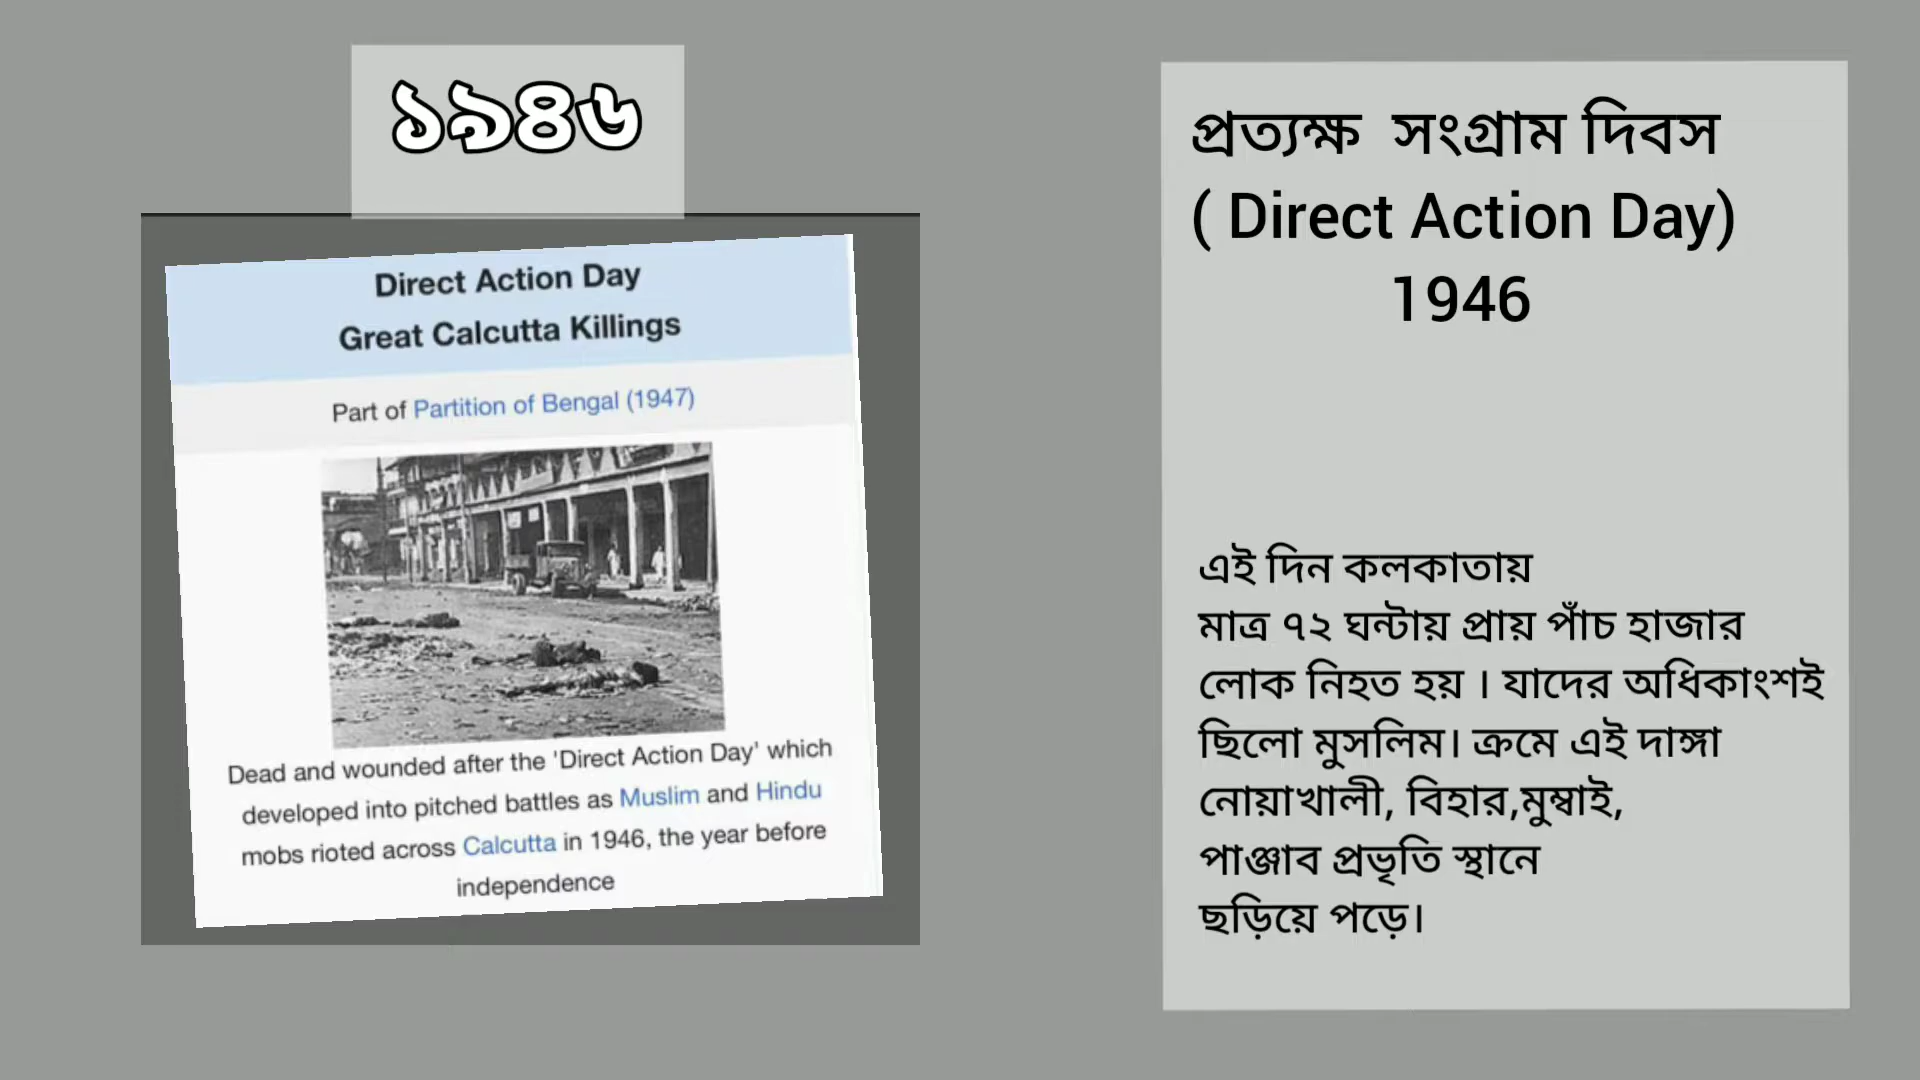 ১৯৪৬
Direct Action Day
Great Calcutta Killings
Part of Partition of Bengal (1947)
Dead and wounded after the 'Direct Action Day' which
developed into pitched battles as Muslim and Hindu
mobs rioted across Calcutta in 1946, the year before
independence
প্রত্যক্ষ সংগ্রাম দিবস
( Direct Action Day)
1946
এই দিন কলকাতায়
মাত্র ৭২ ঘন্টায় প্রায় পাঁচ হাজার
লোক নিহত হয় । যাদের অধিকাংশই
ছিলো মুসলিম। ক্রমে এই দাঙ্গা
নোয়াখালী, বিহার,মুম্বাই,
পাঞ্জাব প্রভৃতি স্থানে
ছড়িয়ে পড়ে।